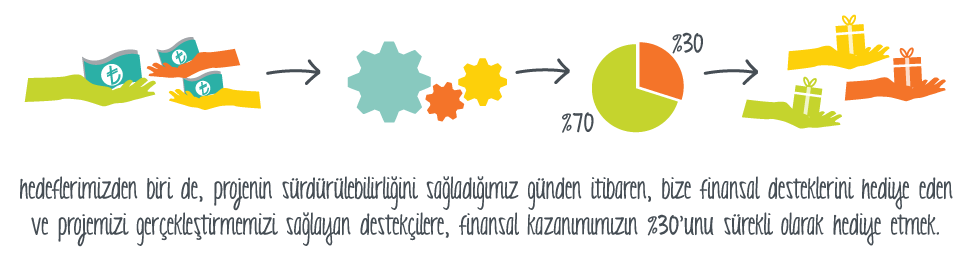 ₺ ₺
₺
%30
%70
hedeflerimizden biri de, projenin sürdürülebilirliğini sağladığımız günden itibaren, bize finansal desteklerini hediye eden
ve projemizi gerçekleştirmemizi sağlayan destekçilere, finansal kazanımımızın %30'unu sürekli olarak hediye etmek.